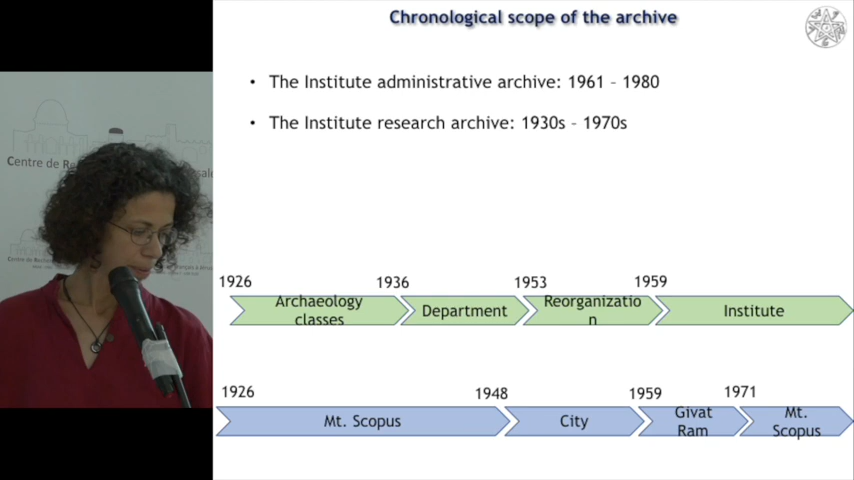 Chronological scope of the archive
• The Institute administrative archive: 1961 – 1980
• The Institute research archive: 1930s – 1970s
Centre de Re
sale
1926 1936 1953 1959
Archaeology
classes
Department
Reorganizatio
n
Institute
1926 1948 1959 1971
Mt. Scopus
City
Givat
Ram
Mt.
Scopus